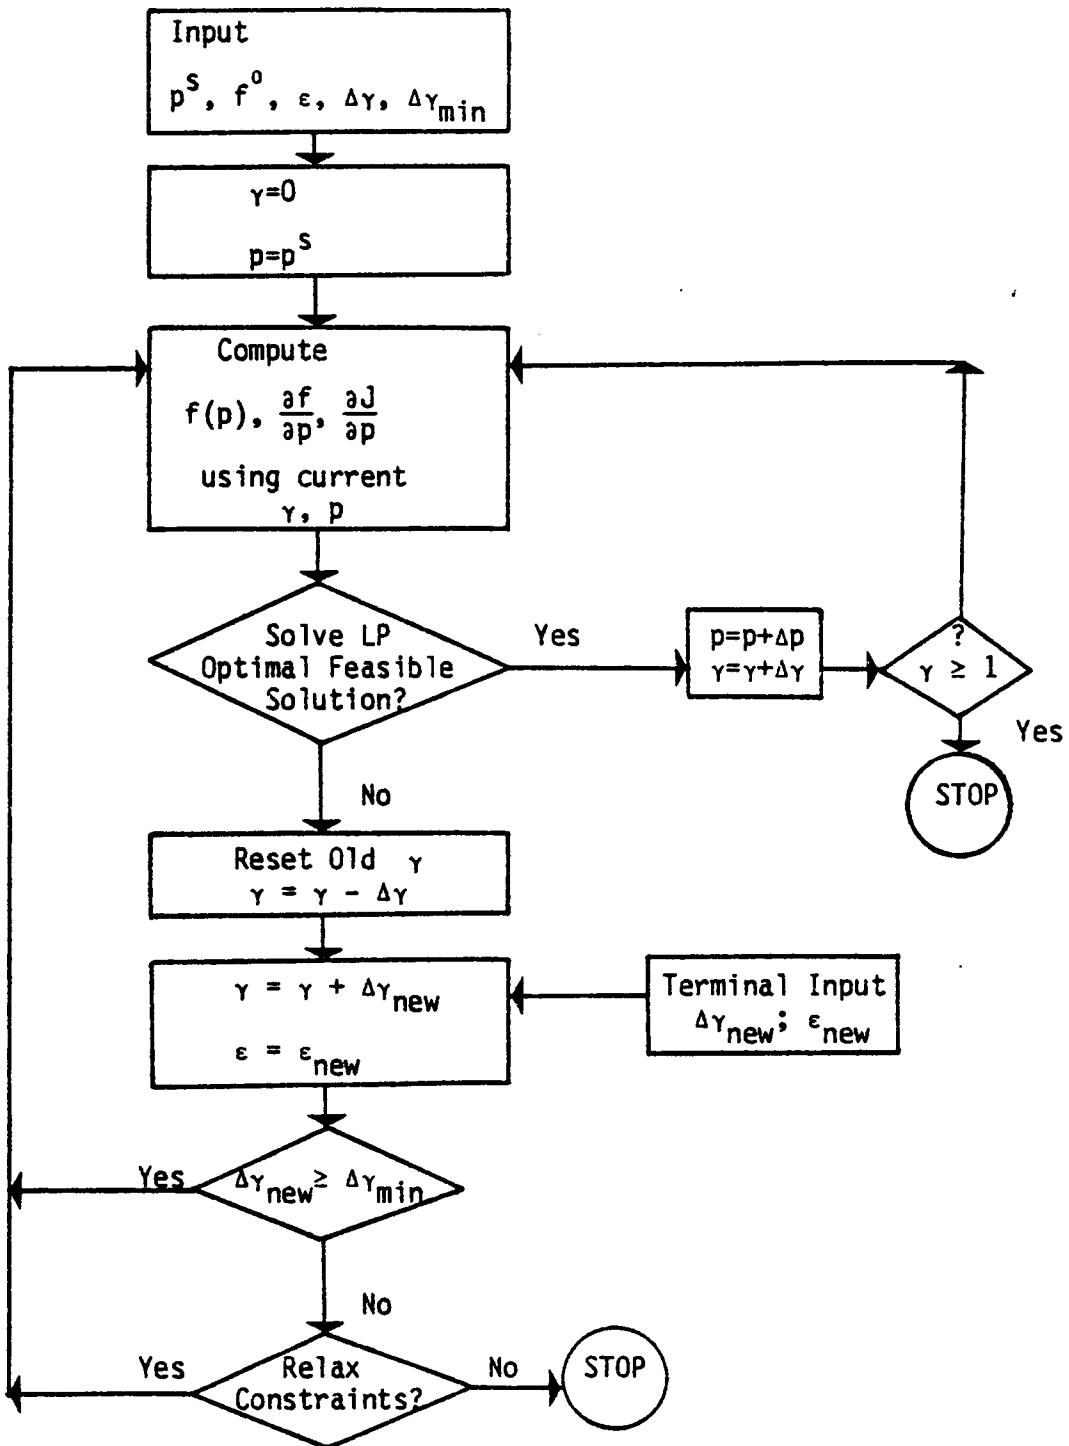 Input
p^s, f^o, ε, Δγ, Δγ_min
γ=0
p=p^s
Compute
f(p), ∂f/∂p, ∂J/∂p
using current
γ, p
Solve LP
Optimal Feasible
Solution?
Yes
p=p+Δp
γ=γ+Δγ
?
γ ≥ 1
Yes
STOP
No
Reset Old γ
γ = γ - Δγ
γ = γ + Δγ_new
ε = ε_new
Terminal Input
Δγ_new; ε_new
Yes
Δγ_new ≥ Δγ_min
No
Yes
Relax
Constraints?
No
STOP